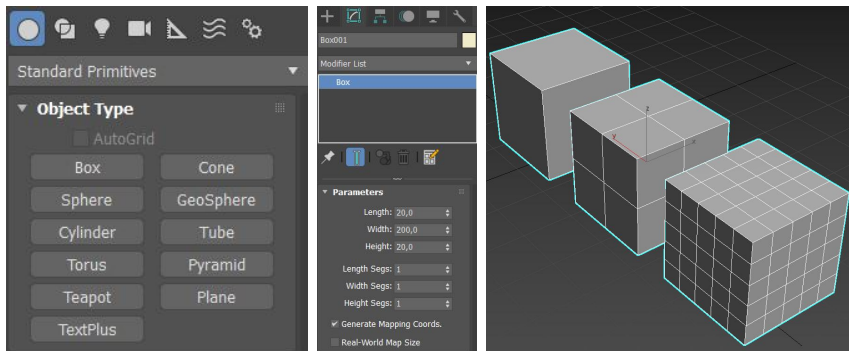 Standard Primitives
Object Type
AutoGrid
Box Cone
Sphere GeoSphere
Cylinder Tube
Torus Pyramid
Teapot Plane
TextPlus
Box001
Modifier List
Box
Parameters
Length: 20,0
Width: 200,0
Height: 20,0
Length Segs: 1
Width Segs: 1
Height Segs: 1
Generate Mapping Coords.
Real-World Map Size
z
y
x